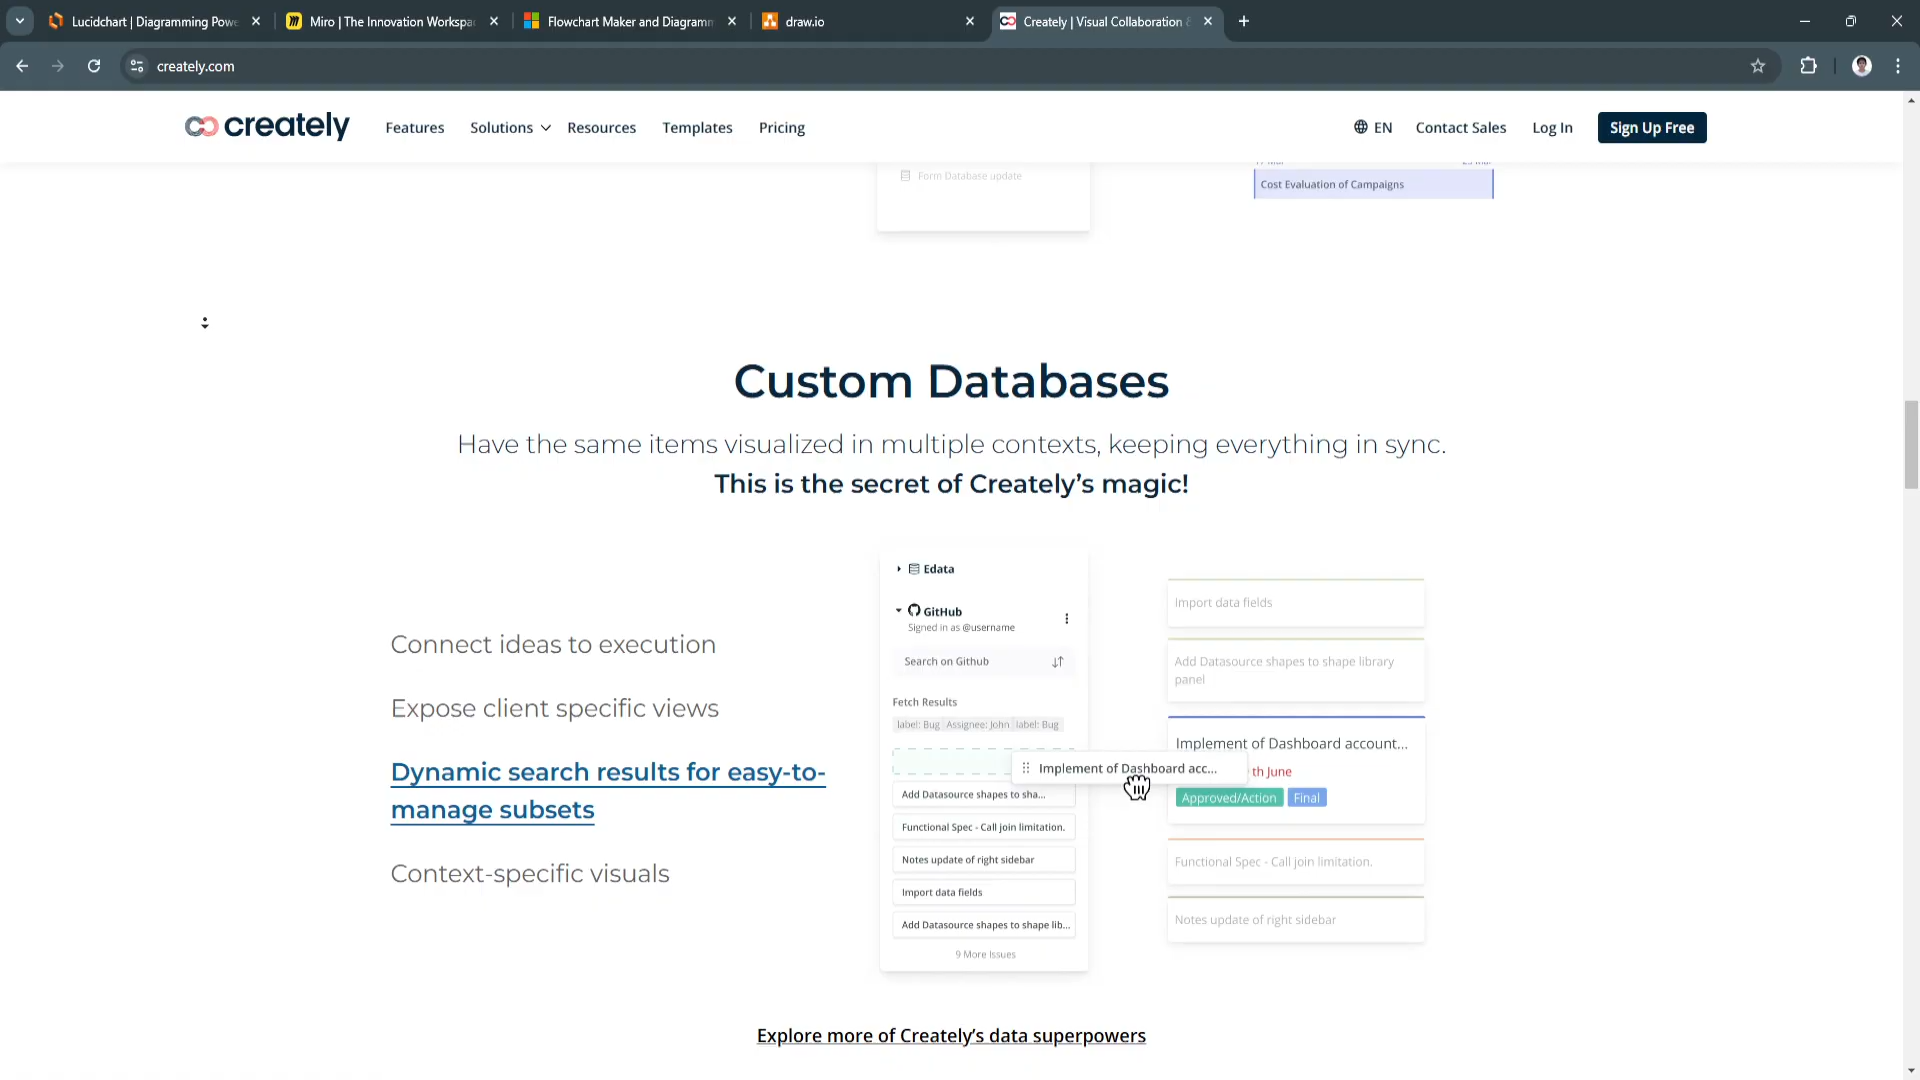 Lucidchart | Diagramming Powe
Miro | The Innovation Workspa
Flowchart Maker and Diagramm
draw.io
Creately | Visual Collaboration &
creately.com
creately
Features
Solutions
Resources
Templates
Pricing
EN
Contact Sales
Log In
Sign Up Free
Form Database update
Cost Evaluation of Campaigns
Custom Databases
Have the same items visualized in multiple contexts, keeping everything in sync.
This is the secret of Creately's magic!
Connect ideas to execution
Expose client specific views
Dynamic search results for easy-to-
manage subsets
Context-specific visuals
Edata
GitHub
Signed in as @username
Search on Github
Fetch Results
label: Bug Assignee: John label: Bug
Implement of Dashboard acc...
Add Datasource shapes to sha...
Functional Spec - Call join limitation.
Notes update of right sidebar
Import data fields
Add Datasource shapes to shape lib...
9 More Issues
Import data fields
Add Datasource shapes to shape library
panel
Implement of Dashboard account...
th June
Approved/Action
Final
Functional Spec - Call join limitation.
Notes update of right sidebar
Explore more of Creately's data superpowers